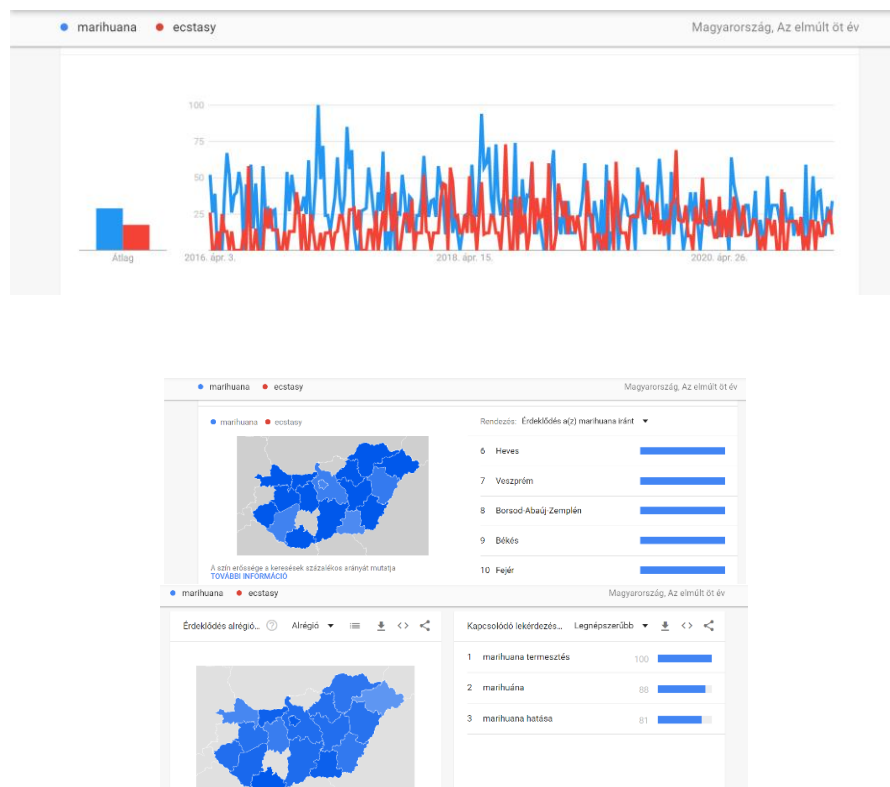 marihuana ecstasy Magyarország, Az elmúlt öt év
100
75
50
25
Átlag 2016. ápr. 3. 2018. ápr. 15. 2020. ápr. 26.
marihuana ecstasy Magyarország, Az elmúlt öt év
marihuana ecstasy Rendezés: Érdeklődés a(z) marihuana iránt
6 Heves
7 Veszprém
8 Borsod-Abaúj-Zemplén
9 Békés
10 Fejér
A szín erőssége a keresések százalékos arányát mutatja
TOVÁBBI INFORMÁCIÓ
marihuana ecstasy Magyarország, Az elmúlt öt év
Érdeklődés alrégió... Alrégió Kapcsolódó lekérdezés... Legnépszerűbb
1 marihuana termesztés 100
2 marihuána 88
3 marihuana hatása 81